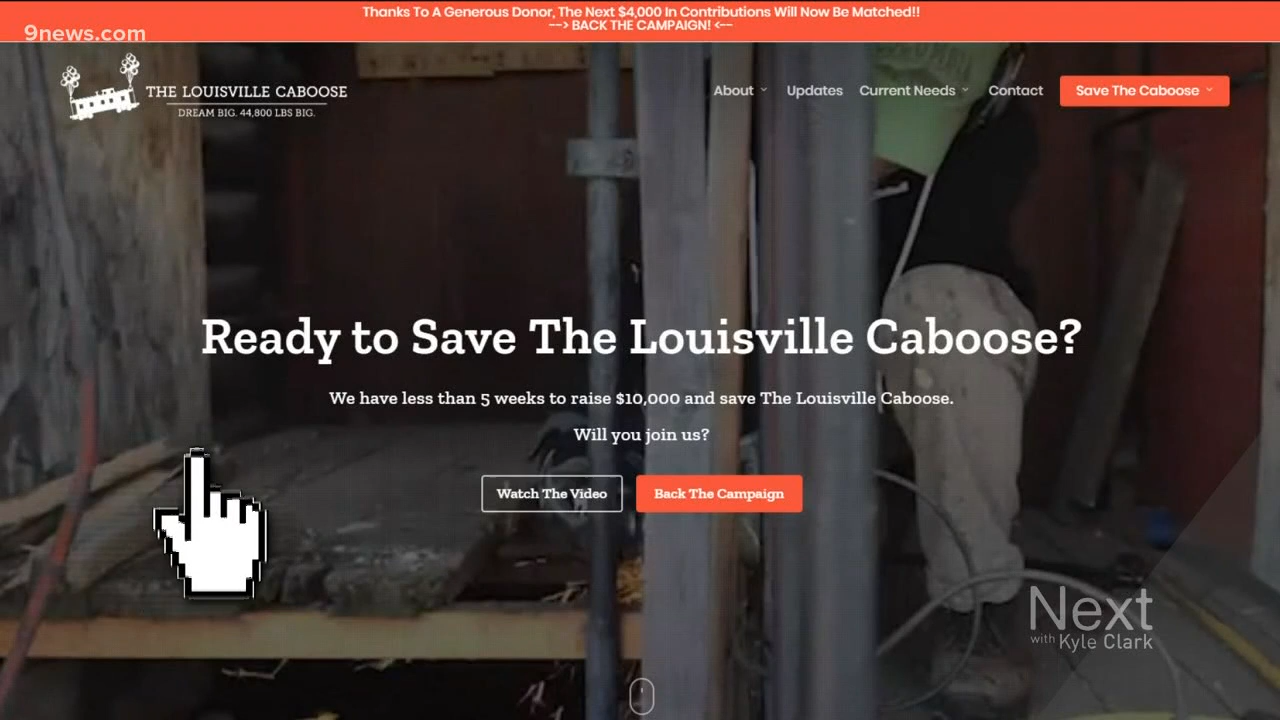 Thanks To A Generous Donor, The Next $4,000 In Contributions Will Now Be Matched!!
––> BACK THE CAMPAIGN! <––
9news.com
THE LOUISVILLE CABOOSE
DREAM BIG. 44,800 LBS BIG.
About
Updates
Current Needs
Contact
Save The Caboose
Ready to Save The Louisville Caboose?
We have less than 5 weeks to raise $10,000 and save The Louisville Caboose.
Will you join us?
Watch The Video
Back The Campaign
Next
with Kyle Clark